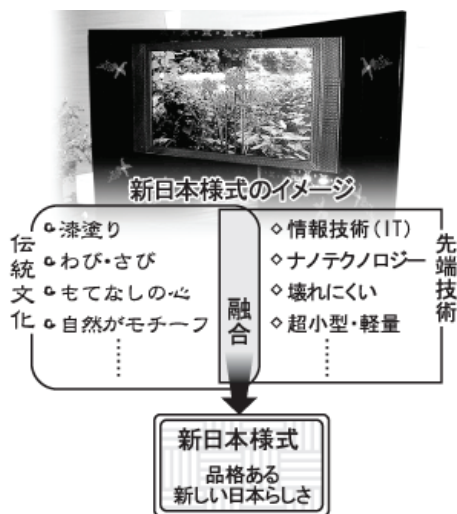 新日本様式のイメージ
伝統文化
漆塗り
わび・さび
もてなしの心
自然がモチーフ
⋮
融合
先端技術
◇情報技術(IT)
◇ナノテクノロジー
◇壊れにくい
◇超小型・軽量
⋮
新日本様式
品格ある
新しい日本らしさ